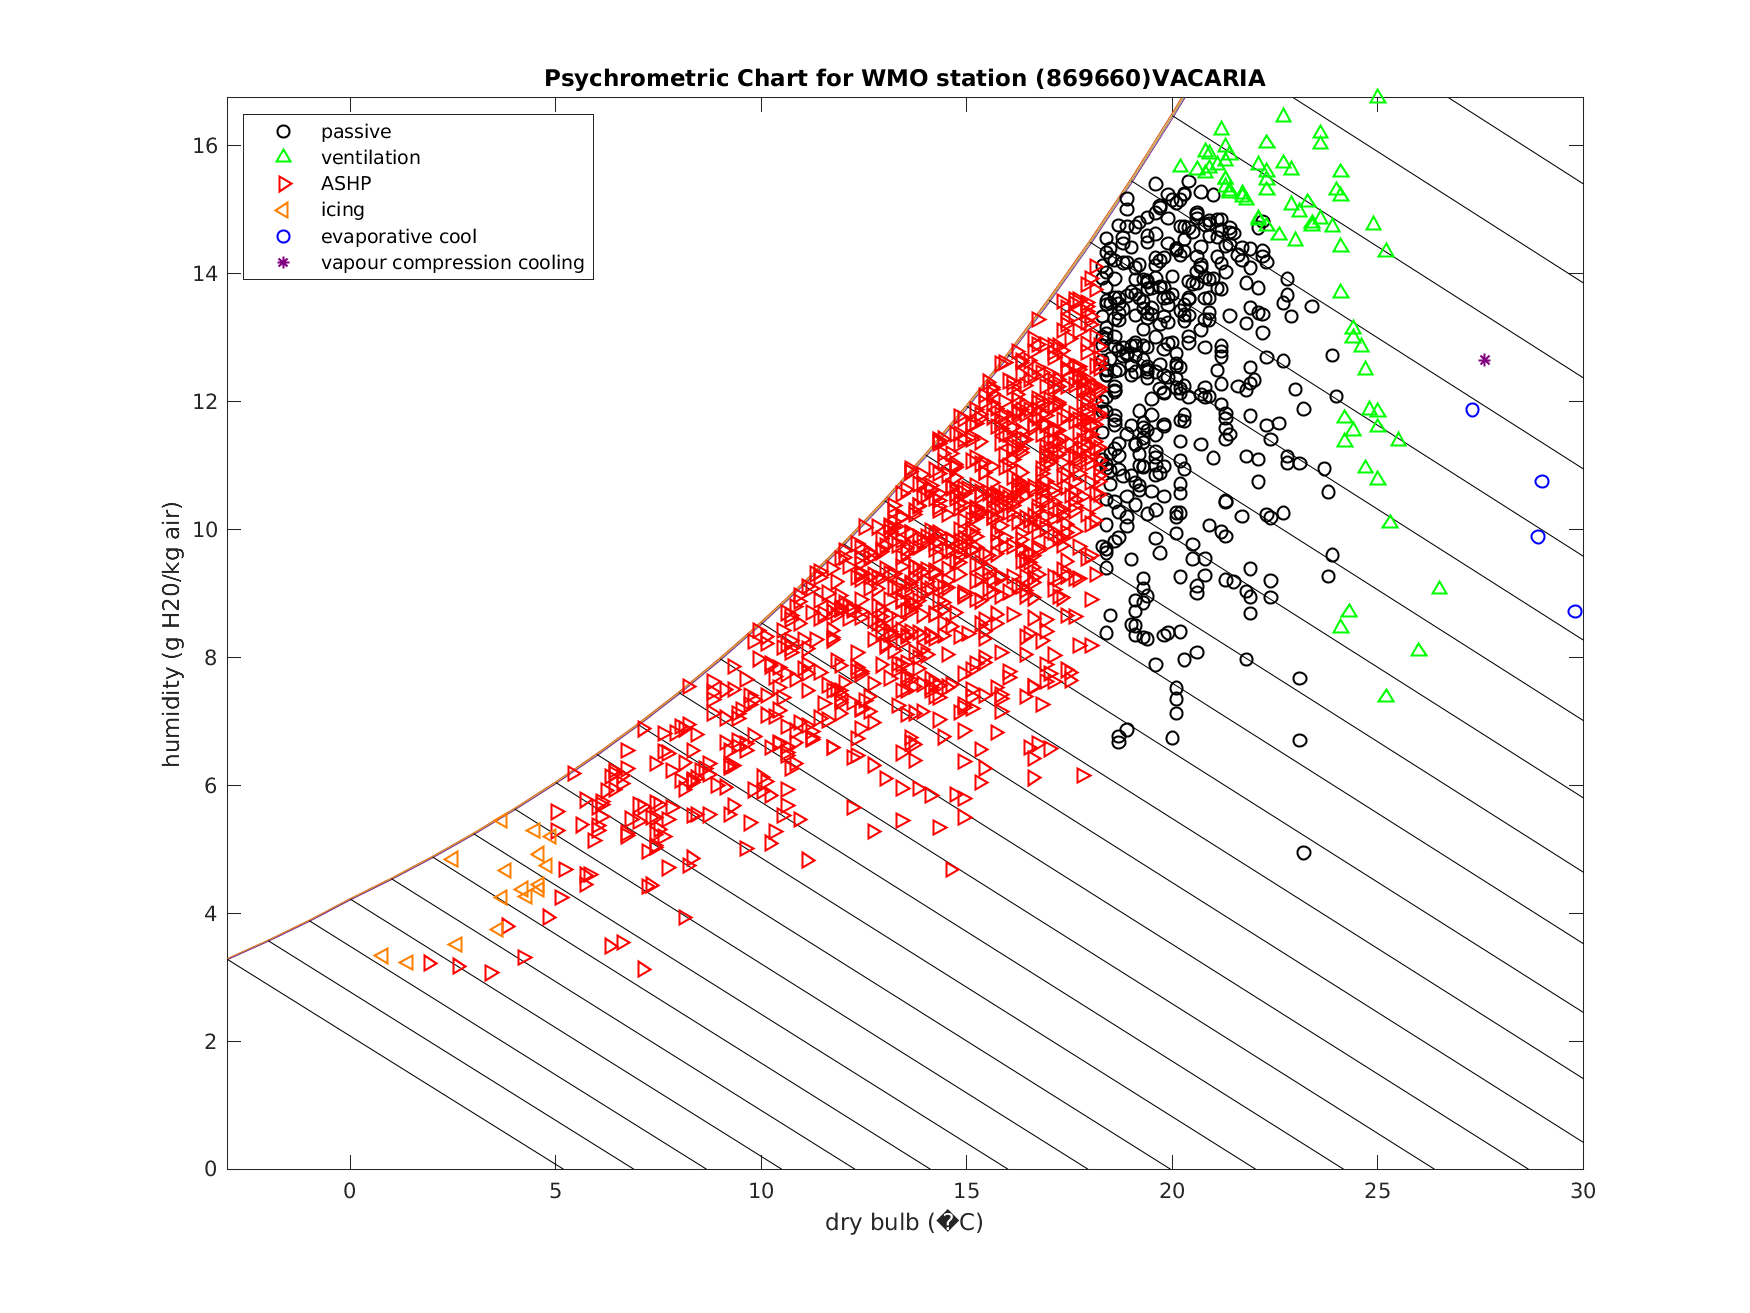 Psychrometric Chart for WMO station (869660)VACARIA
passive
ventilation
ASHP
icing
evaporative cool
vapour compression cooling
humidity (g H20/kg air)
16
14
12
10
8
6
4
2
0
0 5 10 15 20 25 30
dry bulb (�C)